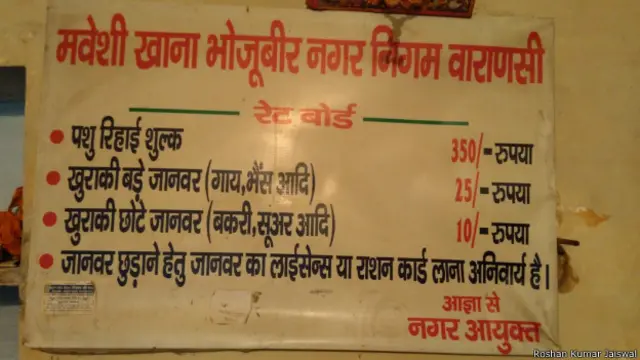 मवेशी खाना भोजूबीर नगर निगम वाराणसी
रेट बोर्ड
पशु रिहाई शुल्क 350/=रुपया
खुराकी बड़े जानवर (गाय,भैंस आदि) 25/=रुपया
खुराकी छोटे जानवर (बकरी,सूअर आदि) 10/=रुपया
जानवर छुड़ाने हेतु जानवर का लाईसेन्स या राशन कार्ड लाना अनिवार्य है।
आज्ञा से
नगर आयुक्त
Roshan Kumar Jaiswal